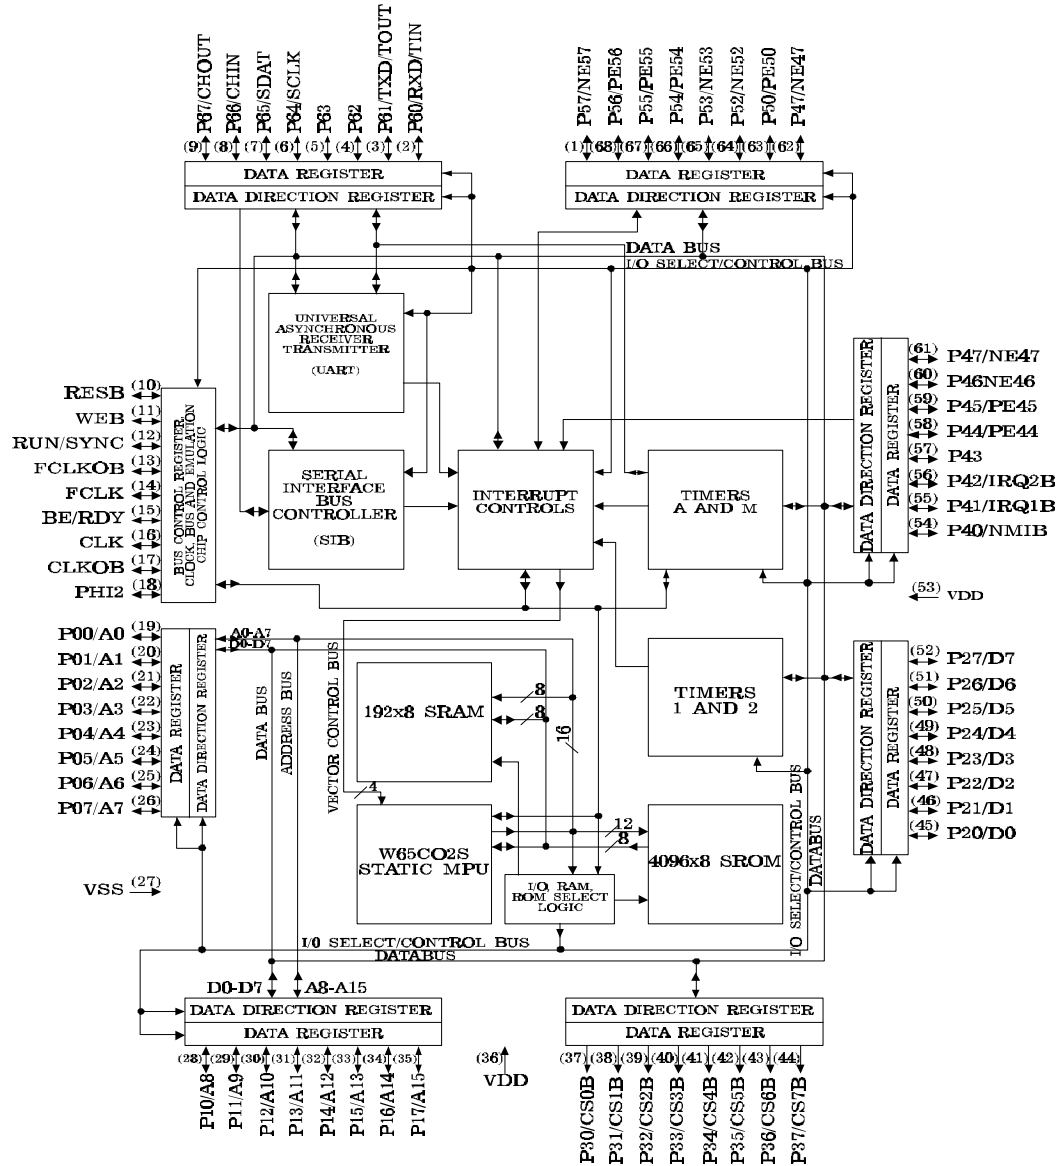 P67/CHOUT
P66/CHIN
P65/SDAT
P64/SCLK
P63
P62
P61/TXD/TOUT
P60/RXD/TIN
(9) (8) (7) (6) (5) (4) (3) (2)
DATA REGISTER
DATA DIRECTION REGISTER
P57/NE57
P56/PE56
P55/PE55
P54/PE54
P53/NE53
P52/NE52
P50/PE50
P47/NE47
(1) (68) (67) (66) (65) (64) (63) (62)
DATA REGISTER
DATA DIRECTION REGISTER
DATA BUS
I/O SELECT/CONTROL BUS
UNIVERSAL
ASYNCHRONOUS
RECEIVER
TRANSMITTER
(UART)
RESB (10)
WEB (11)
RUN/SYNC (12)
FCLKOB (13)
FCLK (14)
BE/RDY (15)
CLK (16)
CLKOB (17)
PHI2 (18)
BUS CONTROL REGISTER,
CLOCK, BUS AND EMULATION
CHIP CONTROL LOGIC
SERIAL
INTERFACE
BUS
CONTROLLER
(SIB)
INTERRUPT
CONTROLS
TIMERS
A AND M
DATA DIRECTION REGISTER
DATA REGISTER
(61) P47/NE47
(60) P46NE46
(59) P45/PE45
(58) P44/PE44
(57) P43
(56) P42/IRQ2B
(55) P41/IRQ1B
(54) P40/NMIB
(53) VDD
P00/A0 (19)
P01/A1 (20)
P02/A2 (21)
P03/A3 (22)
P04/A4 (23)
P05/A5 (24)
P06/A6 (25)
P07/A7 (26)
VSS (27)
DATA REGISTER
DATA DIRECTION REGISTER
A0-A7
D0-D7
DATA BUS
ADDRESS BUS
VECTOR CONTROL BUS
192x8 SRAM
8
8
16
4
TIMERS
1 AND 2
W65CO2S
STATIC MPU
12
8
4096x8 SROM
I/O, RAM,
ROM SELECT
LOGIC
I/O SELECT/CONTROL BUS
DATABUS
DATA DIRECTION REGISTER
DATA REGISTER
(52) P27/D7
(51) P26/D6
(50) P25/D5
(49) P24/D4
(48) P23/D3
(47) P22/D2
(46) P21/D1
(45) P20/D0
I/0 SELECT/CONTROL BUS
DATABUS
D0-D7
A8-A15
DATA DIRECTION REGISTER
DATA REGISTER
(28) (29) (30) (31) (32) (33) (34) (35)
P10/A8
P11/A9
P12/A10
P13/A11
P14/A12
P15/A13
P16/A14
P17/A15
(36)
VDD
DATA DIRECTION REGISTER
DATA REGISTER
(37) (38) (39) (40) (41) (42) (43) (44)
P30/CS0B
P31/CS1B
P32/CS2B
P33/CS3B
P34/CS4B
P35/CS5B
P36/CS6B
P37/CS7B